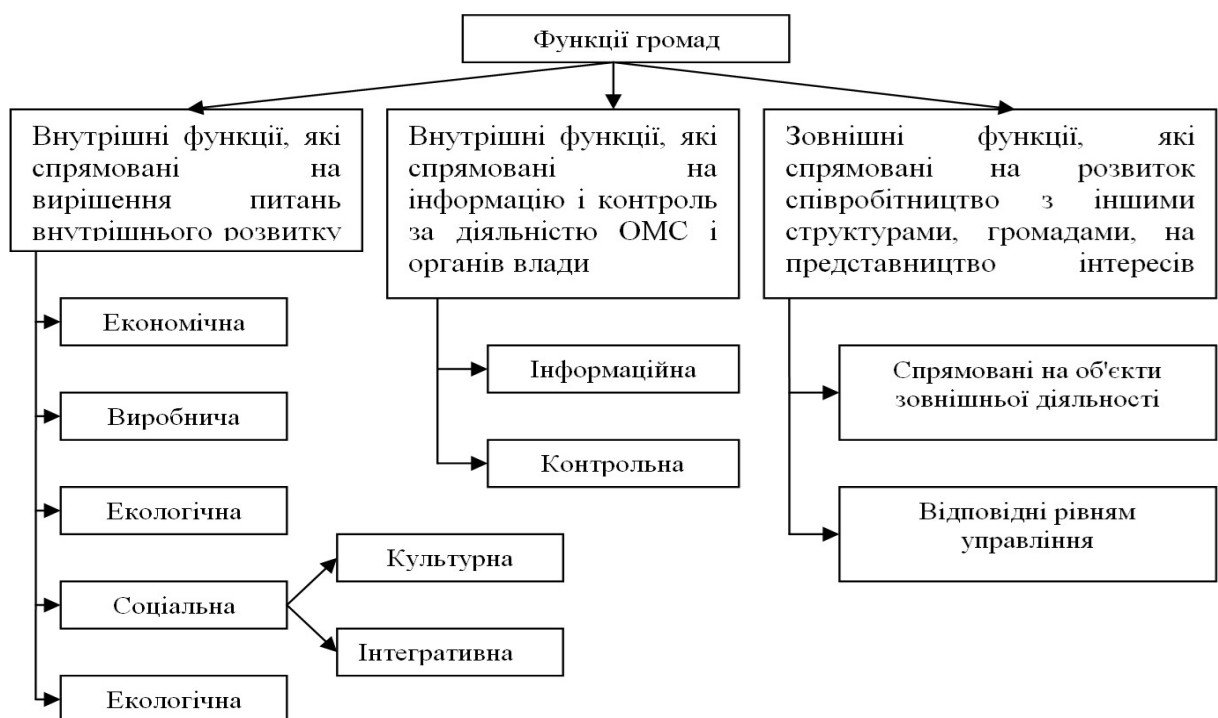 Функції громад
Внутрішні функції, які
спрямовані на
вирішення питань
внутрішнього розвитку
Внутрішні функції, які
спрямовані на
інформацію і контроль
за діяльністю ОМС і
органів влади
Зовнішні функції, які
спрямовані на розвиток
співробітництво з іншими
структурами, громадами, на
представництво інтересів
Економічна
Виробнича
Екологічна
Соціальна
Екологічна
Культурна
Інтегративна
Інформаційна
Контрольна
Спрямовані на об'єкти
зовнішньої діяльності
Відповідні рівням
управління